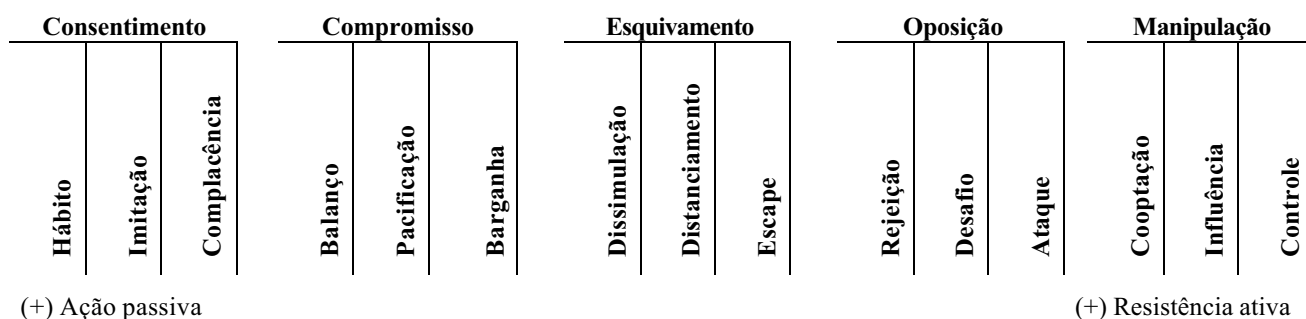 Consentimento Compromisso Esquivamento Oposição Manipulação
Hábito
Imitação
Complacência
Balanço
Pacificação
Barganha
Dissimulação
Distanciamento
Escape
Rejeição
Desafio
Ataque
Cooptação
Influência
Controle
(+) Ação passiva (+) Resistência ativa